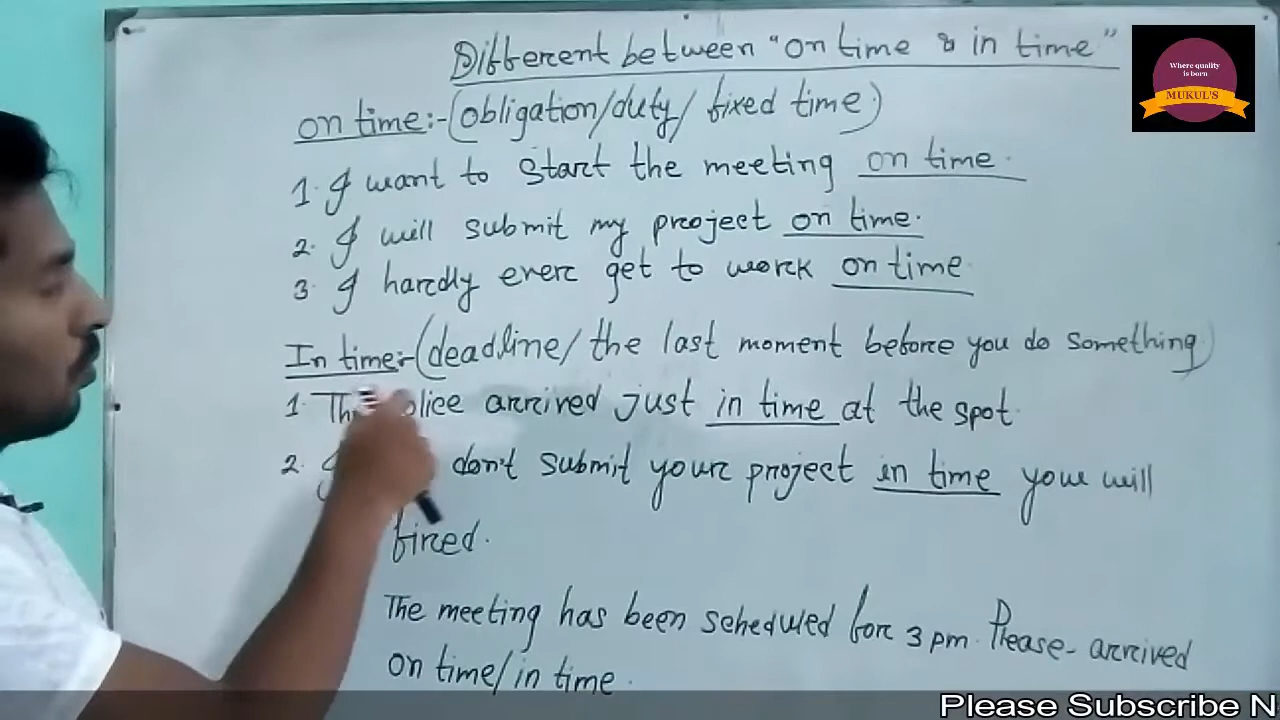 Different between "on time & in time"
on time:- (obligation/duty/ fixed time)
1. I want to start the meeting on time.
2. I will submit my project on time.
3. I hardly ever get to work on time.
In time:- (deadline/ the last moment before you do something)
1. The olice arrived just in time at the spot.
2. I don't submit your project in time your will
fired.
The meeting has been scheduled for 3 pm. Please arrived
on time/in time.
Where quality
is born
MUKUL'S
Please Subscribe N